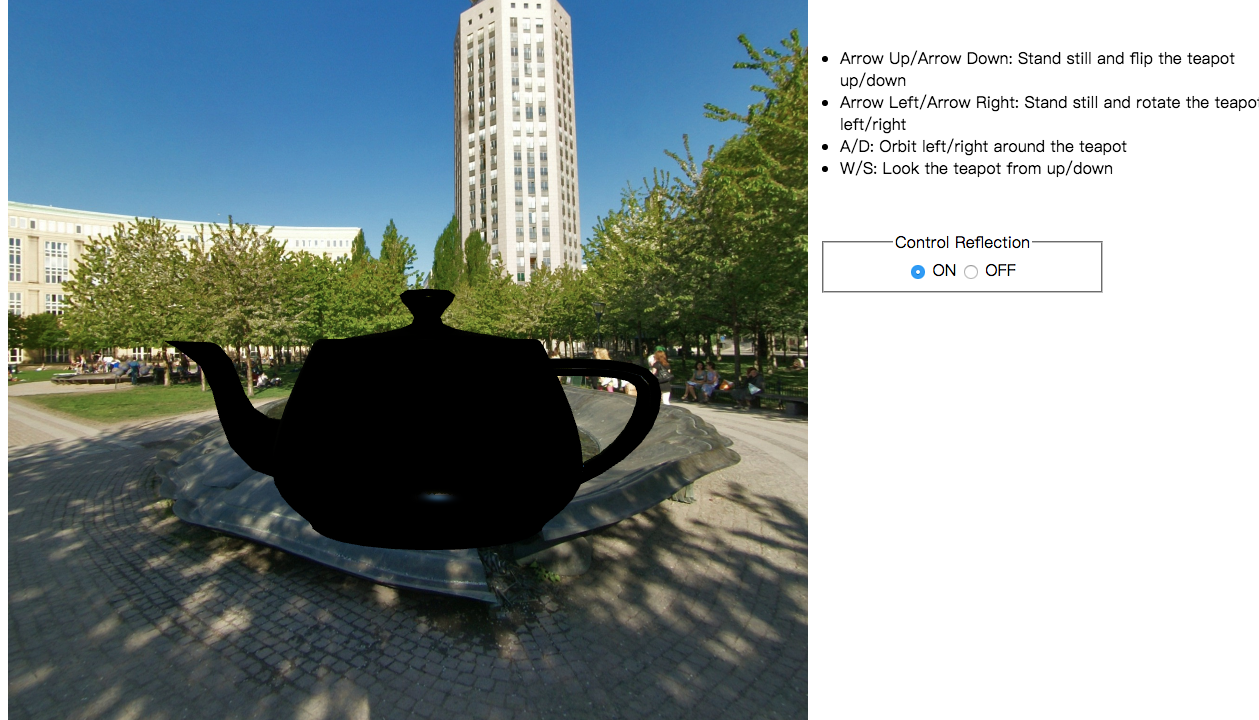 Arrow Up/Arrow Down: Stand still and flip the teapot
up/down
Arrow Left/Arrow Right: Stand still and rotate the teapot
left/right
A/D: Orbit left/right around the teapot
W/S: Look the teapot from up/down
Control Reflection
ON OFF